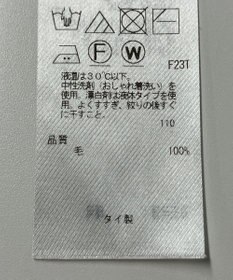 F
W
F23T
液温は30℃以下。
中性洗剤(おしゃれ着洗い)を
使用。漂白剤は液体タイプを使
用。よくすすぎ、絞りの後すぐ
に干すこと。
110
品質
毛 100%
タイ製